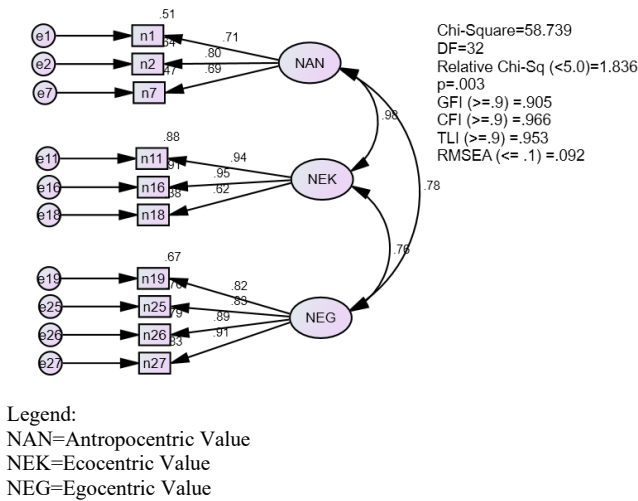 .51
e1 n1 .71
.64
e2 n2 .80 NAN
.47
e7 n7 .69
.98
.88
e11 n11 .94
.91
e16 n16 .95 NEK
.38
e18 n18 .62
.78
.76
.67
e19 n19 .82
e25 n25 .83
.79
e26 n26 .89 NEG
.83
e27 n27 .91
Chi-Square=58.739
DF=32
Relative Chi-Sq (<5.0)=1.836
p=.003
GFI (>=.9) =.905
CFI (>=.9) =.966
TLI (>=.9) =.953
RMSEA (<= .1) =.092
Legend:
NAN=Antropocentric Value
NEK=Ecocentric Value
NEG=Egocentric Value